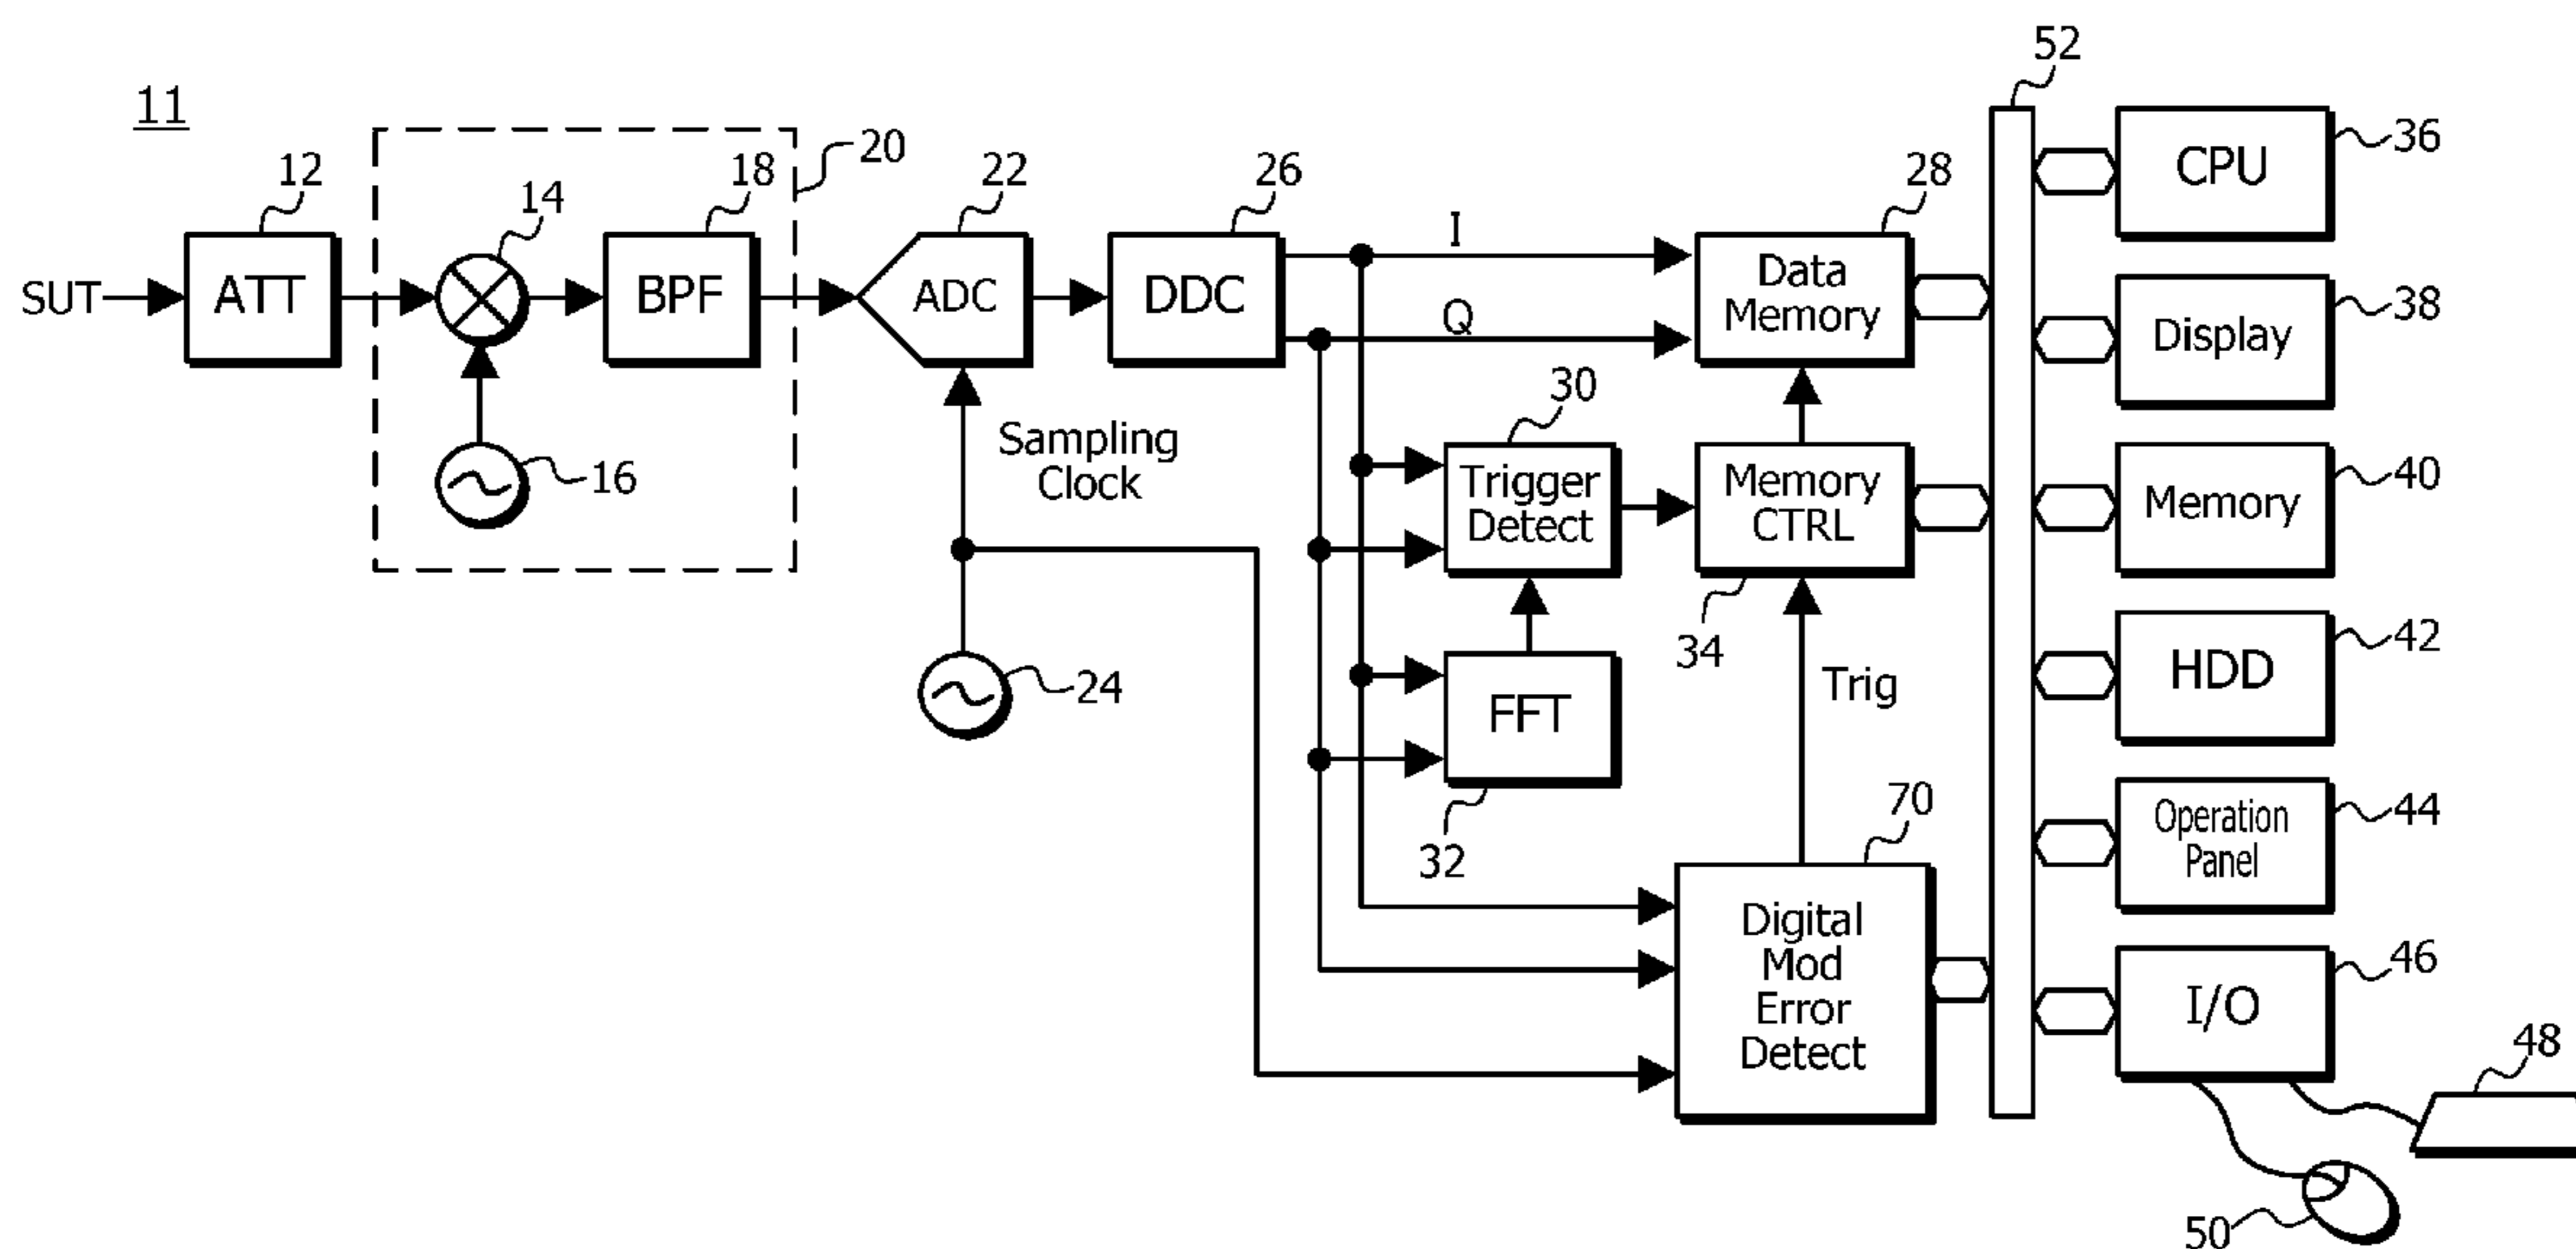 11
52
12
14
18
20
22
26
28
36
SUT
ATT
BPF
ADC
DDC
I
Q
Data
Memory
CPU
16
Sampling
Clock
24
30
Trigger
Detect
Memory
CTRL
34
FFT
32
Trig
70
Digital
Mod
Error
Detect
Display
38
Memory
40
HDD
42
Operation
Panel
44
I/O
46
48
50